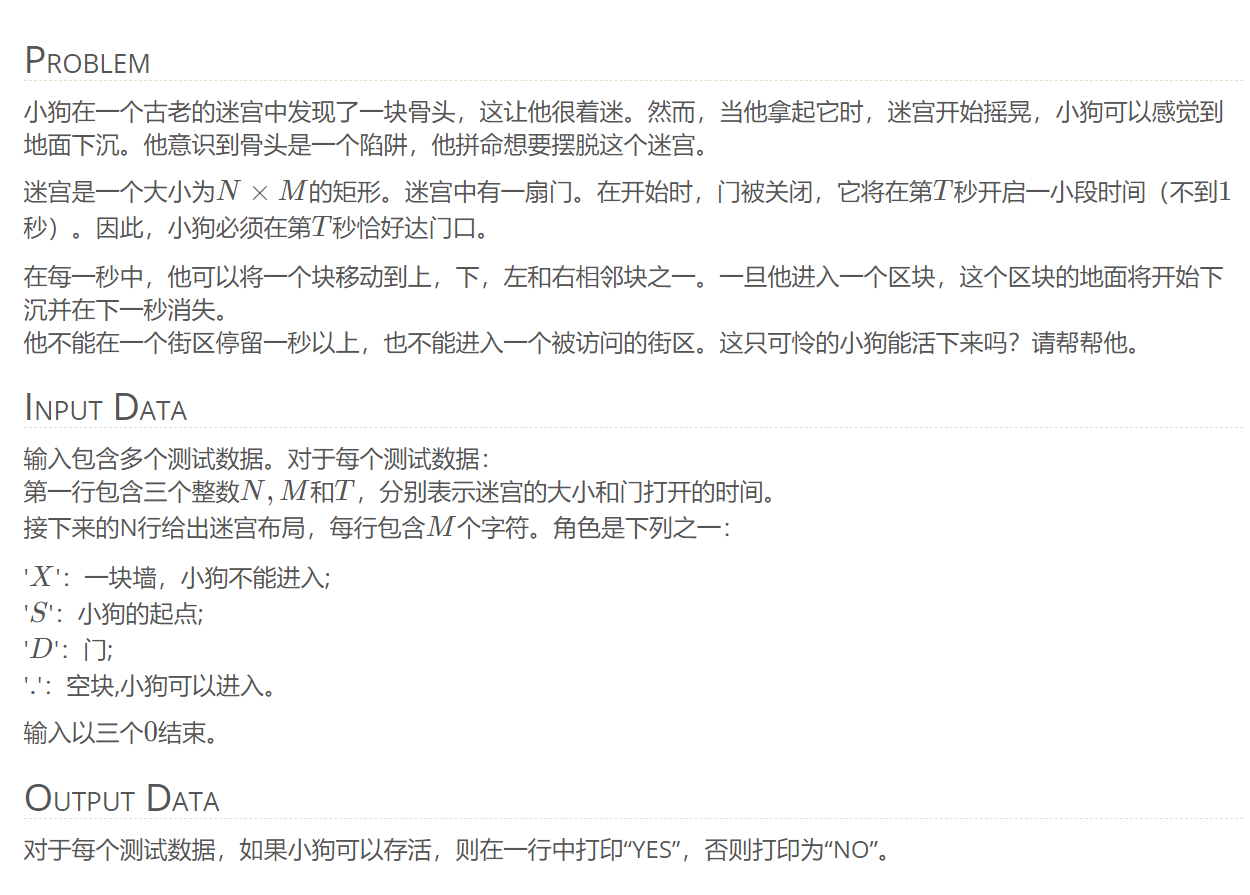 PROBLEM
小狗在一个古老的迷宫中发现了一块骨头，这让他很着迷。然而，当他拿起它时，迷宫开始摇晃，小狗可以感觉到
地面下沉。他意识到骨头是一个陷阱，他拼命想要摆脱这个迷宫。
迷宫是一个大小为N × M的矩形。迷宫中有一扇门。在开始时，门被关闭，它将在第T秒开启一小段时间（不到1
秒）。因此，小狗必须在第T秒恰好达门口。
在每一秒中，他可以将一个块移动到上，下，左和右相邻块之一。一旦他进入一个区块，这个区块的地面将开始下
沉并在下一秒消失。
他不能在一个街区停留一秒以上，也不能进入一个被访问的街区。这只可怜的小狗能活下来吗？请帮帮他。
INPUT DATA
输入包含多个测试数据。对于每个测试数据：
第一行包含三个整数N, M和T，分别表示迷宫的大小和门打开的时间。
接下来的N行给出迷宫布局，每行包含M个字符。角色是下列之一：
'X'：一块墙，小狗不能进入;
'S'：小狗的起点;
'D'：门;
'.'：空块,小狗可以进入。
输入以三个0结束。
OUTPUT DATA
对于每个测试数据，如果小狗可以存活，则在一行中打印“YES”，否则打印为“NO”。